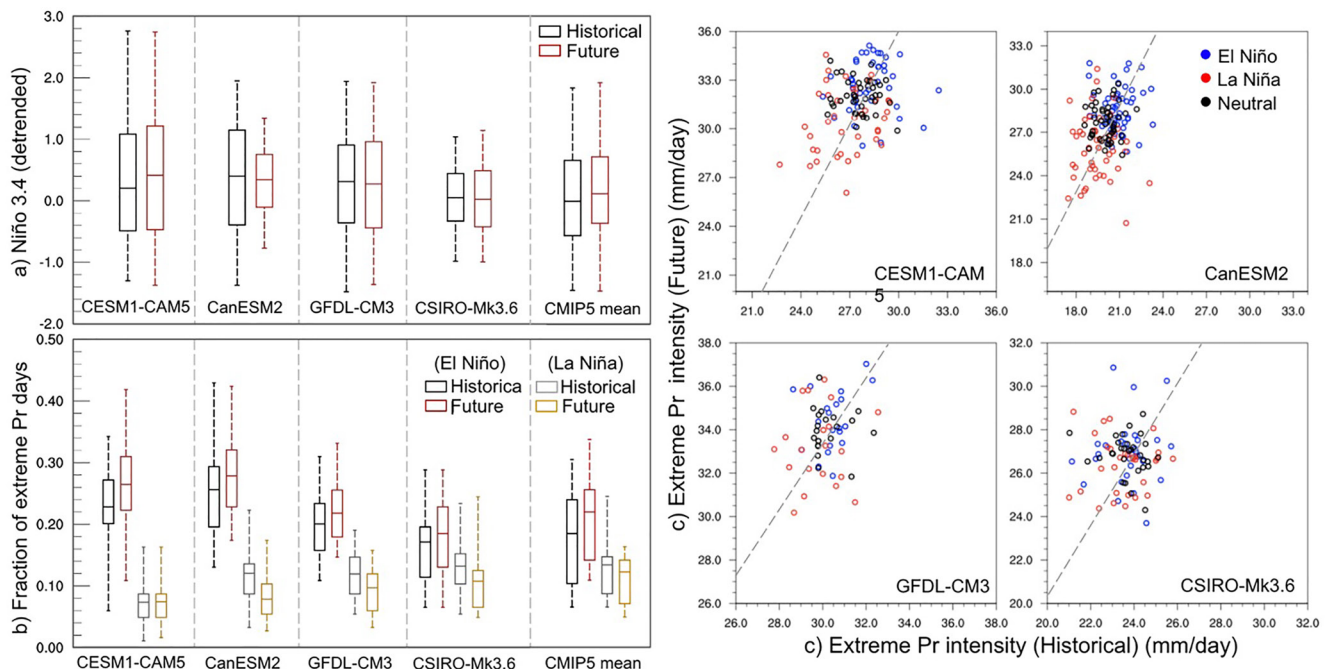 a) Niño 3.4 (detrended)
3.0
2.0
1.0
0.0
-1.0
-2.0
Historical
Future
CESM1-CAM5 CanESM2 GFDL-CM3 CSIRO-Mk3.6 CMIP5 mean
b) Fraction of extreme Pr days
0.50
0.40
0.30
0.20
0.10
0.00
(El Niño) (La Niña)
Historica Historical
Future Future
CESM1-CAM5 CanESM2 GFDL-CM3 CSIRO-Mk3.6 CMIP5 mean
c) Extreme Pr intensity (Future) (mm/day)
36.0
33.0
30.0
27.0
24.0
21.0
CESM1-CAM
5
21.0 24.0 27.0 30.0 33.0 36.0
33.0
30.0
27.0
24.0
21.0
18.0
El Niño
La Niña
Neutral
CanESM2
18.0 21.0 24.0 27.0 30.0 33.0
38.0
36.0
34.0
32.0
30.0
28.0
26.0
GFDL-CM3
26.0 28.0 30.0 32.0 34.0 36.0 38.0
32.0
30.0
28.0
26.0
24.0
22.0
20.0
CSIRO-Mk3.6
20.0 22.0 24.0 26.0 28.0 30.0 32.0
c) Extreme Pr intensity (Historical) (mm/day)